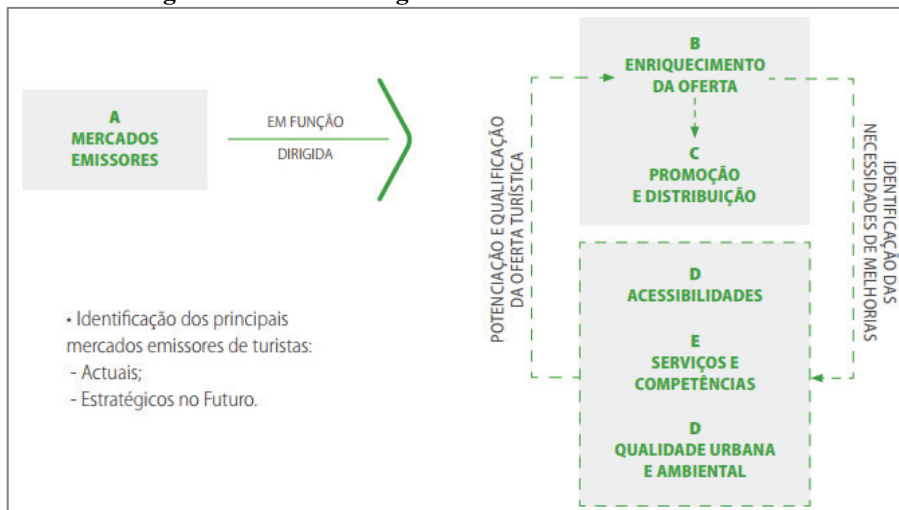 A
MERCADOS
EMISSORES
EM FUNÇÃO
DIRIGIDA
• Identificação dos principais
mercados emissores de turistas:
- Actuais;
- Estratégicos no Futuro.
POTENCIAÇÃO E QUALIFICAÇÃO
DA OFERTA TURÍSTICA
B
ENRIQUECIMENTO
DA OFERTA
C
PROMOÇÃO
E DISTRIBUIÇÃO
D
ACESSIBILIDADES
E
SERVIÇOS E
COMPETÊNCIAS
D
QUALIDADE URBANA
E AMBIENTAL
IDENTIFICAÇÃO DAS
NECESSIDADES DE MELHORIAS